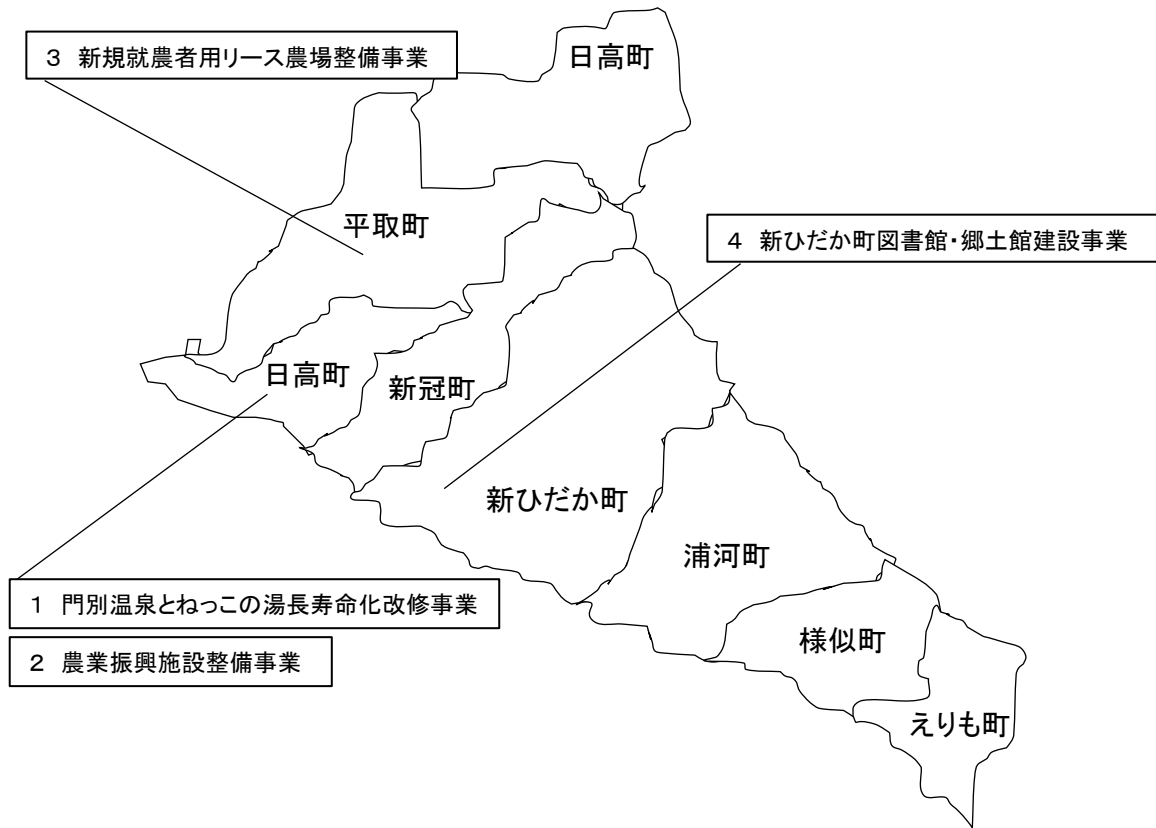 3 新規就農者用リース農場整備事業
日高町
平取町
4 新ひだか町図書館・郷土館建設事業
日高町
新冠町
新ひだか町
浦河町
1 門別温泉とねっこの湯長寿命化改修事業
様似町
2 農業振興施設整備事業
えりも町